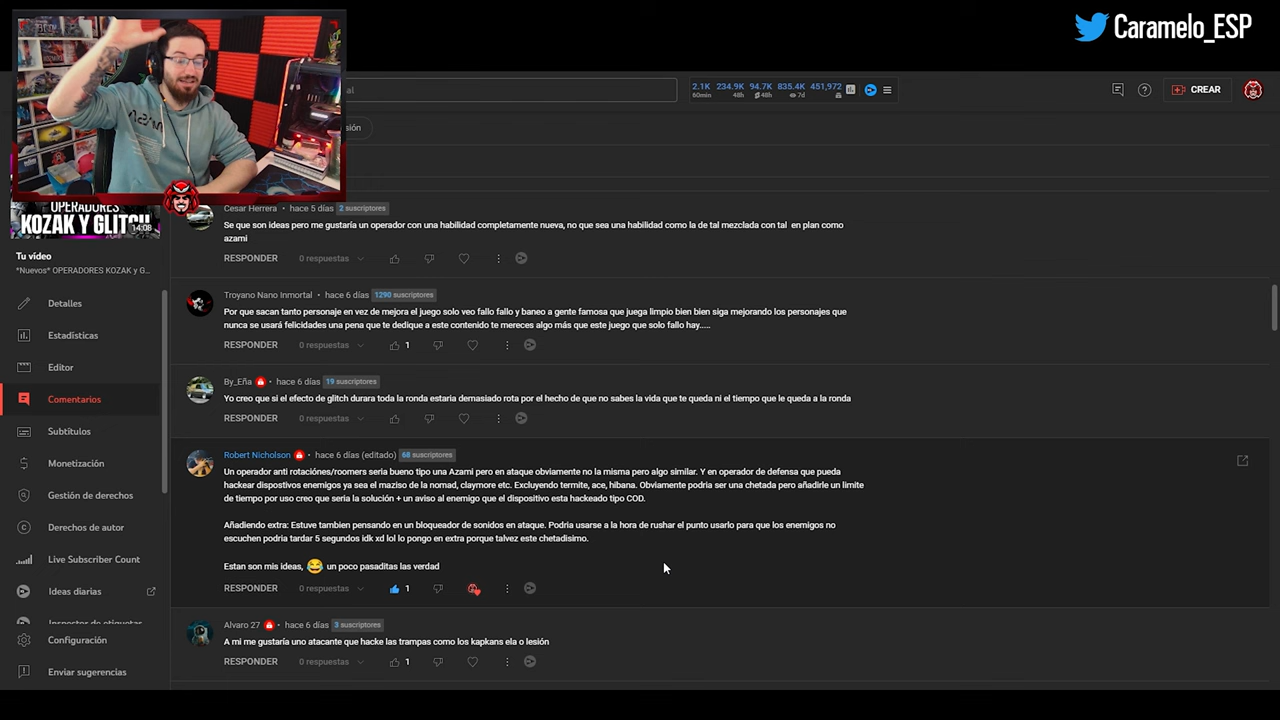 Caramelo_ESP
al
2.1K 234.9K 94.7K 835.4K 451,972
60min 48h 48h 7d
CREAR
sión
OPERADORES
KOZAK Y GLITCH
14:08
Tu vídeo
*Nuevos* OPERADORES KOZAK y G...
Detalles
Estadísticas
Editor
Comentarios
Subtítulos
Monetización
Gestión de derechos
Derechos de autor
Live Subscriber Count
Ideas diarias
Inspector de etiquetas
Configuración
Enviar sugerencias
Cesar Herrera • hace 5 días 2 suscriptores
Se que son ideas pero me gustaría un operador con una habilidad completamente nueva, no que sea una habilidad como la de tal mezclada con tal en plan como
azami
RESPONDER 0 respuestas
Troyano Nano Inmortal • hace 6 días 1290 suscriptores
Por que sacan tanto personaje en vez de mejora el juego solo veo fallo fallo y baneo a gente famosa que juega limpio bien bien siga mejorando los personajes que
nunca se usará felicidades una pena que te dedique a este contenido te mereces algo más que este juego que solo fallo hay.....
RESPONDER 0 respuestas 1
By_Eña • hace 6 días 19 suscriptores
Yo creo que si el efecto de glitch durara toda la ronda estaria demasiado rota por el hecho de que no sabes la vida que te queda ni el tiempo que le queda a la ronda
RESPONDER 0 respuestas
Robert Nicholson • hace 6 días (editado) 68 suscriptores
Un operador anti rotaciónes/roomers seria bueno tipo una Azami pero en ataque obviamente no la misma pero algo similar. Y en operador de defensa que pueda
hackear dispostivos enemigos ya sea el maziso de la nomad, claymore etc. Excluyendo termite, ace, hibana. Obviamente podria ser una chetada pero añadirle un limite
de tiempo por uso creo que seria la solución + un aviso al enemigo que el dispositivo esta hackeado tipo COD.
Añadiendo extra: Estuve tambien pensando en un bloqueador de sonidos en ataque. Podria usarse a la hora de rushar el punto usarlo para que los enemigos no
escuchen podria tardar 5 segundos idk xd lol lo pongo en extra porque talvez este chetadisimo.
Estan son mis ideas, 😂 un poco pasaditas las verdad
RESPONDER 0 respuestas 1
Alvaro 27 • hace 6 días 3 suscriptores
A mi me gustaría uno atacante que hacke las trampas como los kapkans ela o lesión
RESPONDER 0 respuestas 1